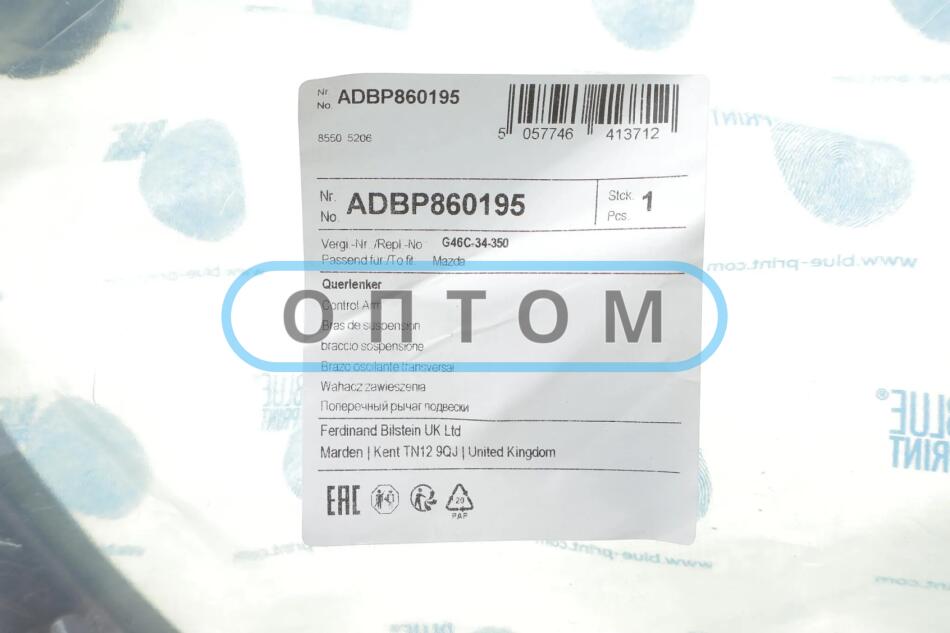 Nr.
No. ADBP860195
5 057746 413712
8550 5206
Nr.
No. ADBP860195
Stck.
Pcs. 1
Vergl.-Nr./Repl.-No G46C-34-350
Passend für/To fit Mazda
Querlenker
Control Arm
Bras de suspension
braccio sospensione
Brazo oscilante transversal
Wahacz zawieszenia
Поперечный рычаг подвески
ОПТОМ
Ferdinand Bilstein UK Ltd
Marden | Kent TN12 9QJ | United Kingdom
EAC
20
PAP
BLUE
PRINT
www.blue-print.com